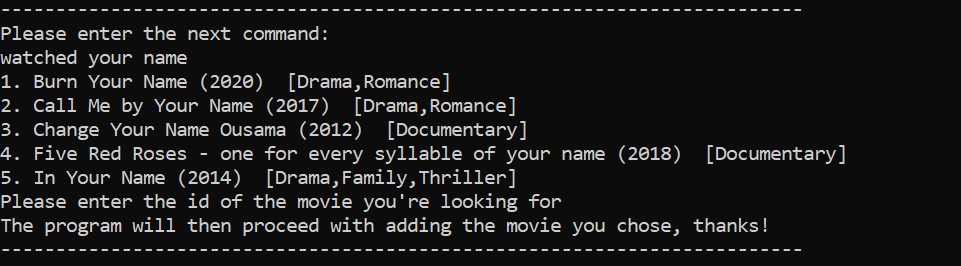 --------------------------------------------------------------------
Please enter the next command:
watched your name
1. Burn Your Name (2020)  [Drama,Romance]
2. Call Me by Your Name (2017)  [Drama,Romance]
3. Change Your Name Ousama (2012)  [Documentary]
4. Five Red Roses - one for every syllable of your name (2018)  [Documentary]
5. In Your Name (2014)  [Drama,Family,Thriller]
Please enter the id of the movie you're looking for
The program will then proceed with adding the movie you chose, thanks!
--------------------------------------------------------------------